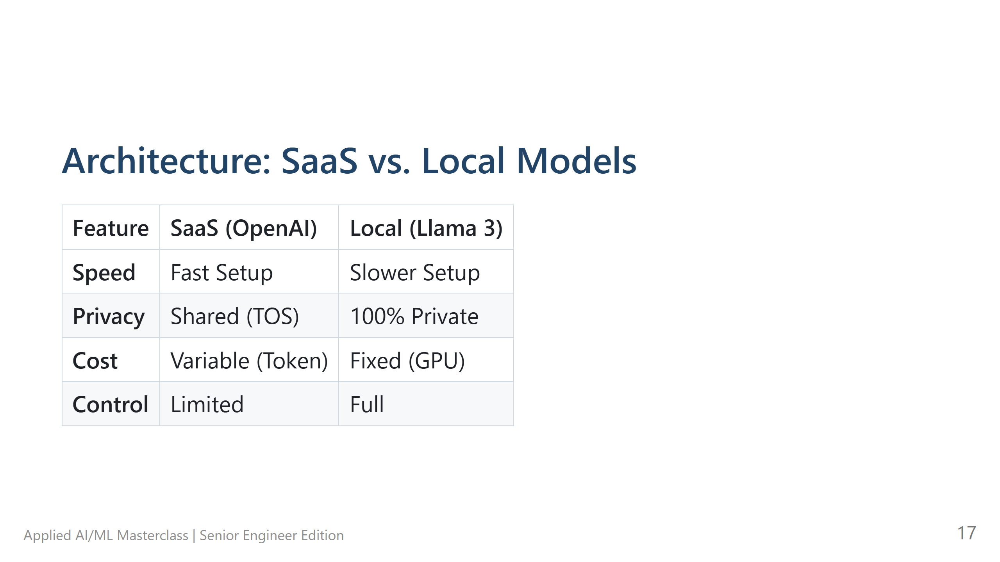 Architecture: SaaS vs. Local Models
Feature SaaS (OpenAI) Local (Llama 3)
Speed Fast Setup Slower Setup
Privacy Shared (TOS) 100% Private
Cost Variable (Token) Fixed (GPU)
Control Limited Full
Applied AI/ML Masterclass | Senior Engineer Edition
17